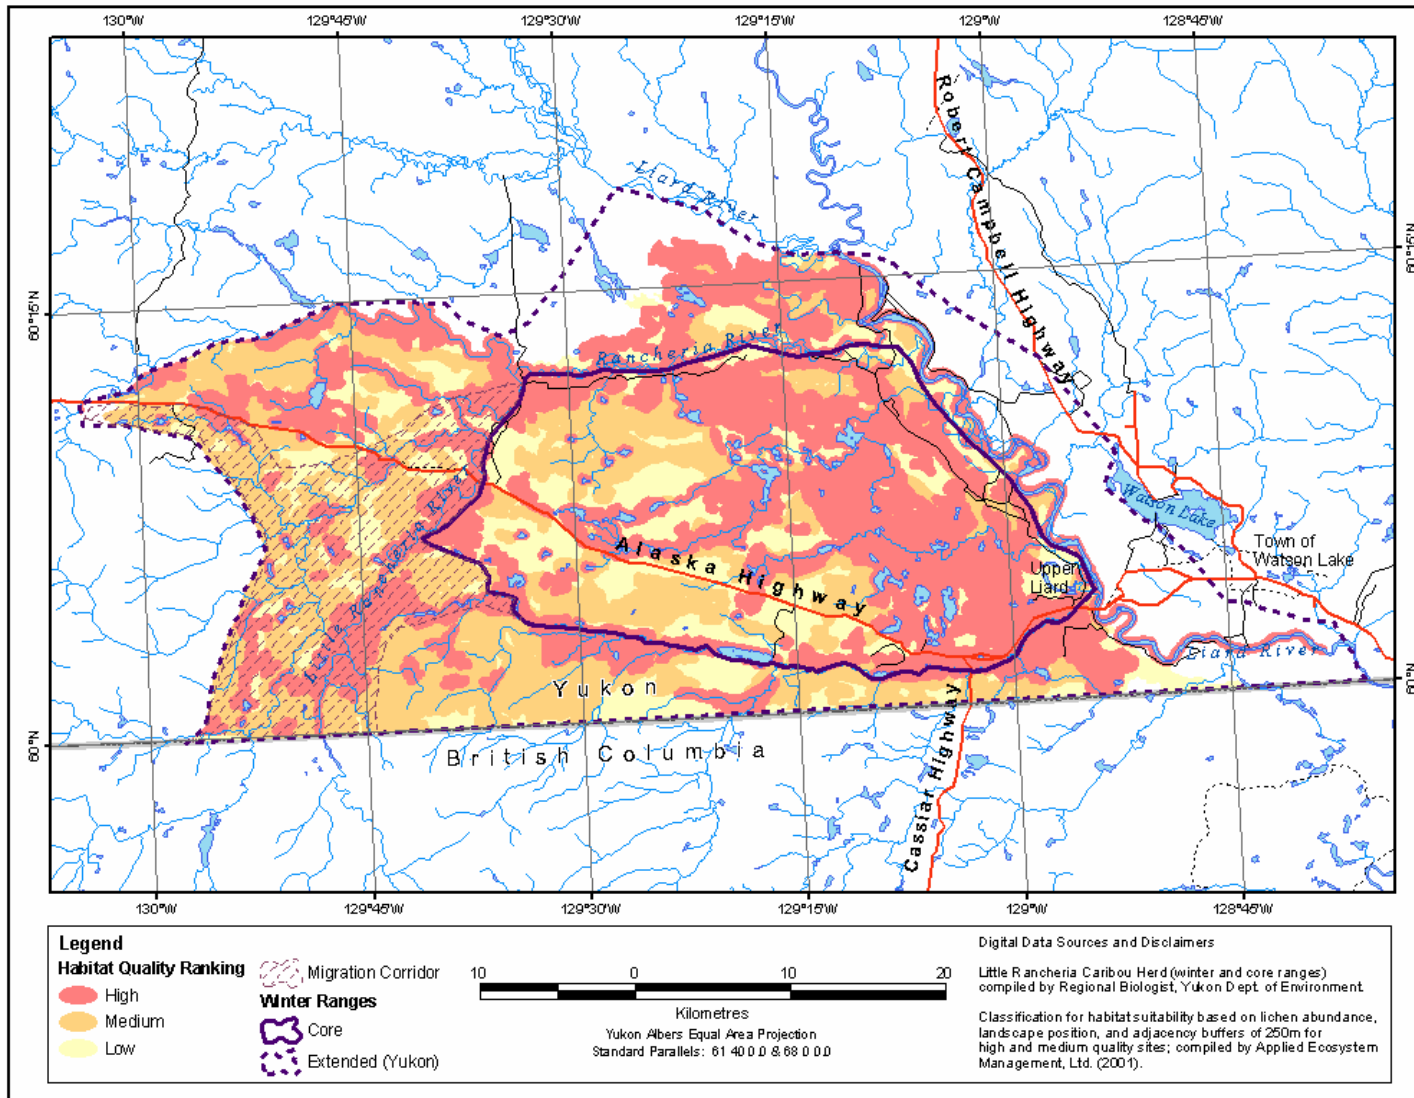 130°W 129°45'W 129°30'W 129°15'W 129°W 128°45'W
60°15'N
60°15'N
60°N
60°N
Liard River
Robert Campbell Highway
Rancheria River
Watson Lake
Town of
Watson Lake
Upper
Liard
Alaska Highway
Little Rancheria River
Liard River
Yukon
British Columbia
Cassiar Highway
130°W 129°45'W 129°30'W 129°15'W 129°W 128°45'W
Legend
Habitat Quality Ranking
High
Medium
Low
Migration Corridor
Winter Ranges
Core
Extended (Yukon)
10 0 10 20
Kilometres
Yukon Albers Equal Area Projection
Standard Parallels: 61 40 0.0 & 68 0 0.0
Digital Data Sources and Disclaimers
Little Rancheria Caribou Herd (winter and core ranges)
compiled by Regional Biologist, Yukon Dept. of Environment.
Classification for habitat suitability based on lichen abundance,
landscape position, and adjacency buffers of 250m for
high and medium quality sites; compiled by Applied Ecosystem
Management, Ltd. (2001).